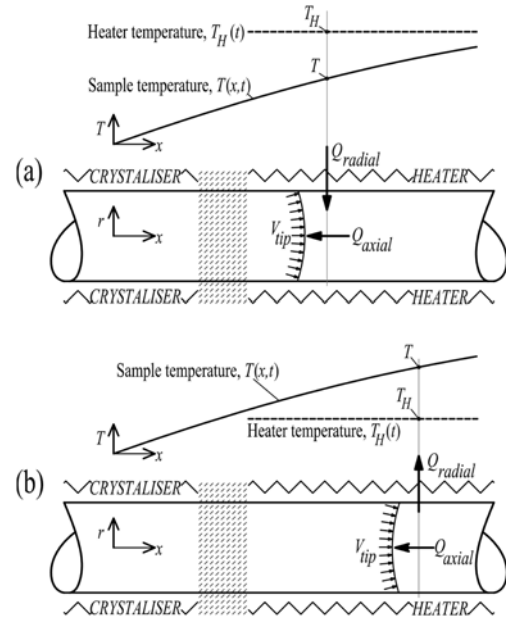 T_H
Heater temperature, T_H(t)
T
Sample temperature, T(x,t)
T
x
(a)
Q_radial
CRYSTALISER
HEATER
r
x
V_tip
Q_axial
CRYSTALISER
HEATER
T
Sample temperature, T(x,t)
T_H
T
x
Heater temperature, T_H(t)
(b)
Q_radial
CRYSTALISER
r
x
V_tip
Q_axial
CRYSTALISER
HEATER